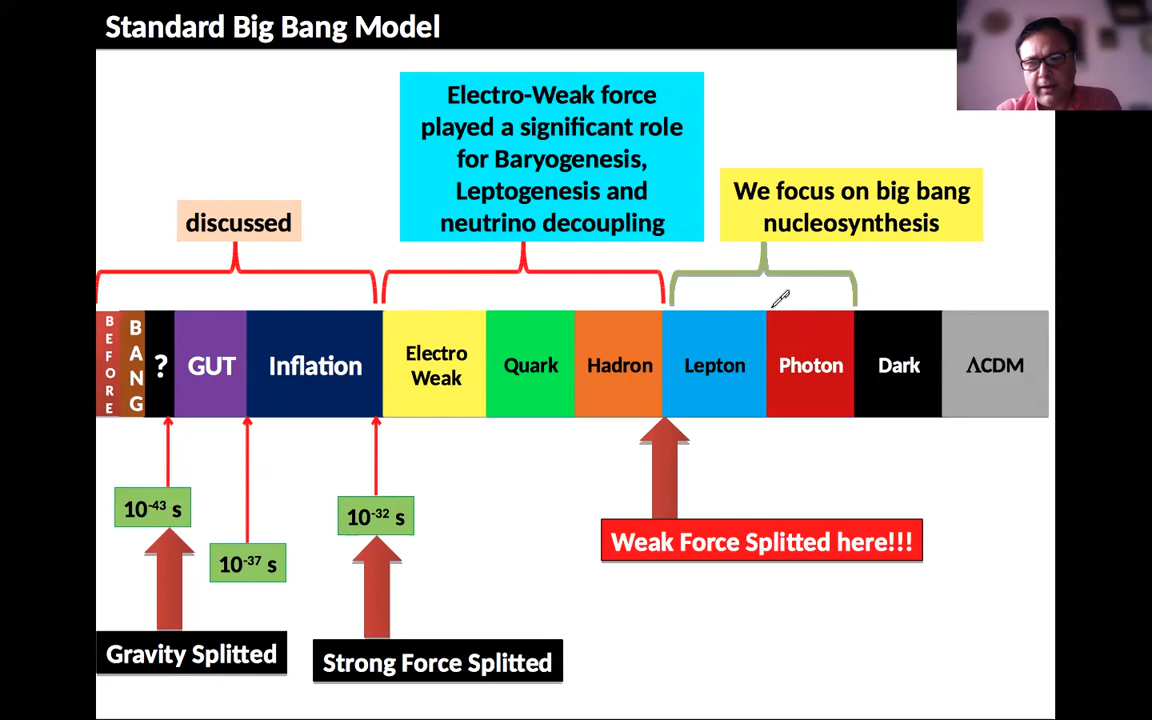 Standard Big Bang Model
Electro-Weak force
played a significant role
for Baryogenesis,
Leptogenesis and
neutrino decoupling
We focus on big bang
nucleosynthesis
discussed
BEFORE
BANG
?
GUT
Inflation
Electro
Weak
Quark
Hadron
Lepton
Photon
Dark
ΛCDM
10⁻⁴³ s
10⁻³² s
10⁻³⁷ s
Weak Force Splitted here!!!
Gravity Splitted
Strong Force Splitted